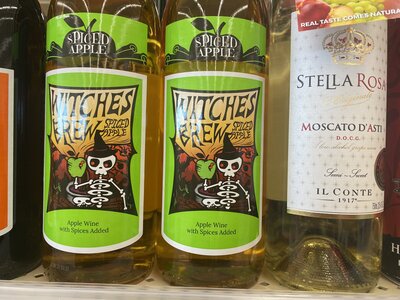 SPICED
APPLE
WITCHES
BREW
SPICED
APPLE
Apple Wine
with Spices Added
SPICED
APPLE
WITCHES
BREW
SPICED
APPLE
Apple Wine
with Spices Added
REAL TASTE COMES NATURA
STELLA ROSA
MOSCATO D'ASTI
D.O.C.G.
Semi-Sweet
IL CONTE
1917